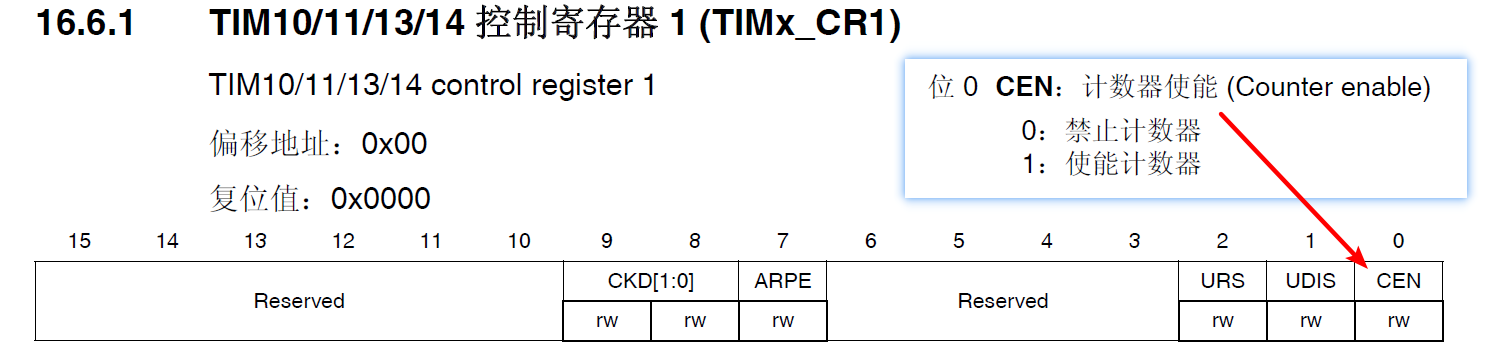 16.6.1 TIM10/11/13/14 控制寄存器 1 (TIMx_CR1)
TIM10/11/13/14 control register 1
偏移地址：0x00
复位值：0x0000
位 0 CEN：计数器使能 (Counter enable)
0：禁止计数器
1：使能计数器
15 14 13 12 11 10 9 8 7 6 5 4 3 2 1 0
Reserved CKD[1:0] ARPE Reserved URS UDIS CEN
rw rw rw rw rw rw